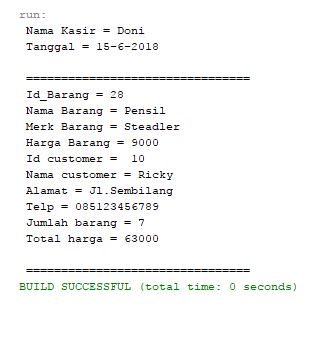 run:
Nama Kasir = Doni
Tanggal = 15-6-2018
================================
Id_Barang = 28
Nama Barang = Pensil
Merk Barang = Steadler
Harga Barang = 9000
Id customer =  10
Nama customer = Ricky
Alamat = Jl.Sembilang
Telp = 085123456789
Jumlah barang = 7
Total harga = 63000
================================
BUILD SUCCESSFUL (total time: 0 seconds)